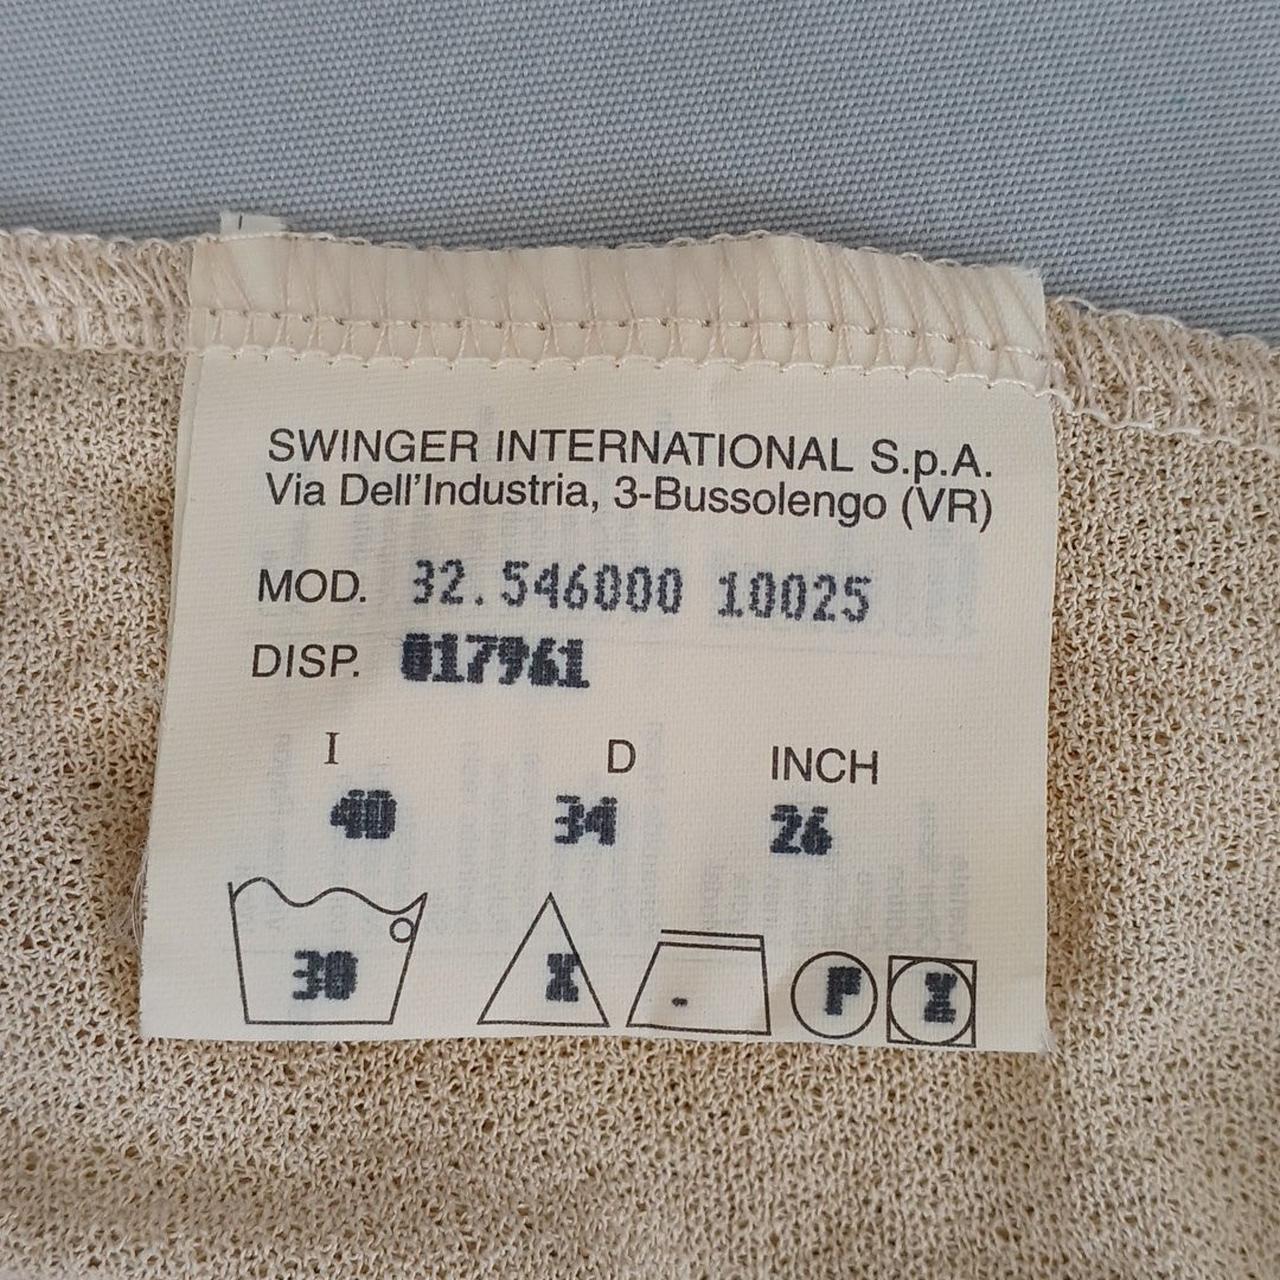 SWINGER INTERNATIONAL S.p.A.
Via Dell'Industria, 3-Bussolengo (VR)
MOD. 32.546000 10025
DISP. 017961
I D INCH
40 34 26
30 X . P X